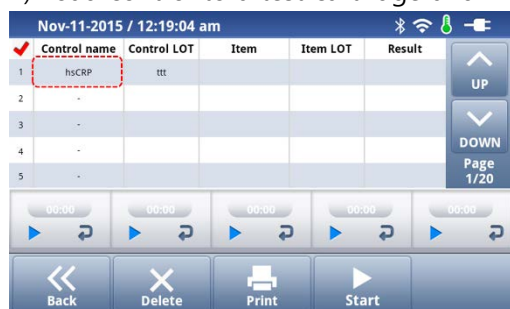 Nov-11-2015 / 12:19:04 am
Control name Control LOT Item Item LOT Result
1 hsCRP ttt
2 -
3 -
4 -
5 -
UP
DOWN
Page
1/20
00:00 00:00 00:00 00:00 00:00
Back Delete Print Start